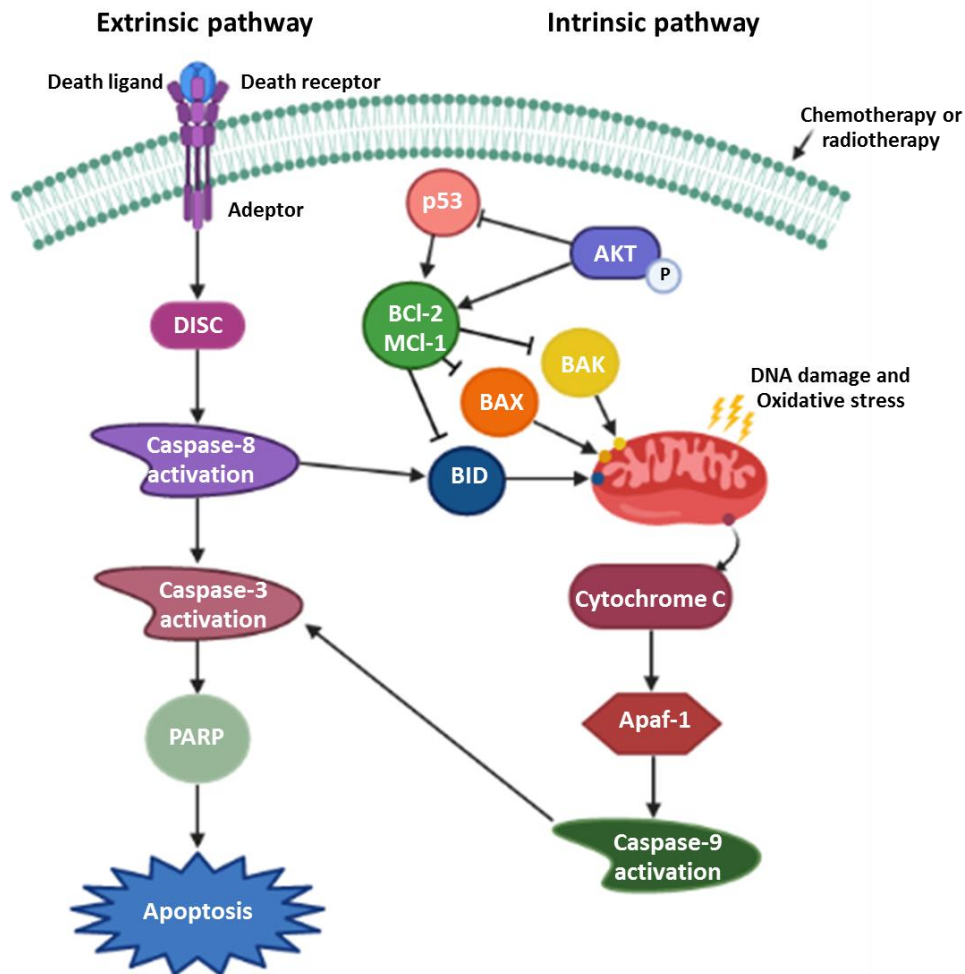 Extrinsic pathway
Intrinsic pathway
Death ligand
Death receptor
Chemotherapy or
radiotherapy
Adeptor
p53
AKT
P
DISC
BCl-2
MCl-1
BAK
BAX
DNA damage and
Oxidative stress
Caspase-8
activation
BID
Caspase-3
activation
Cytochrome C
PARP
Apaf-1
Caspase-9
activation
Apoptosis